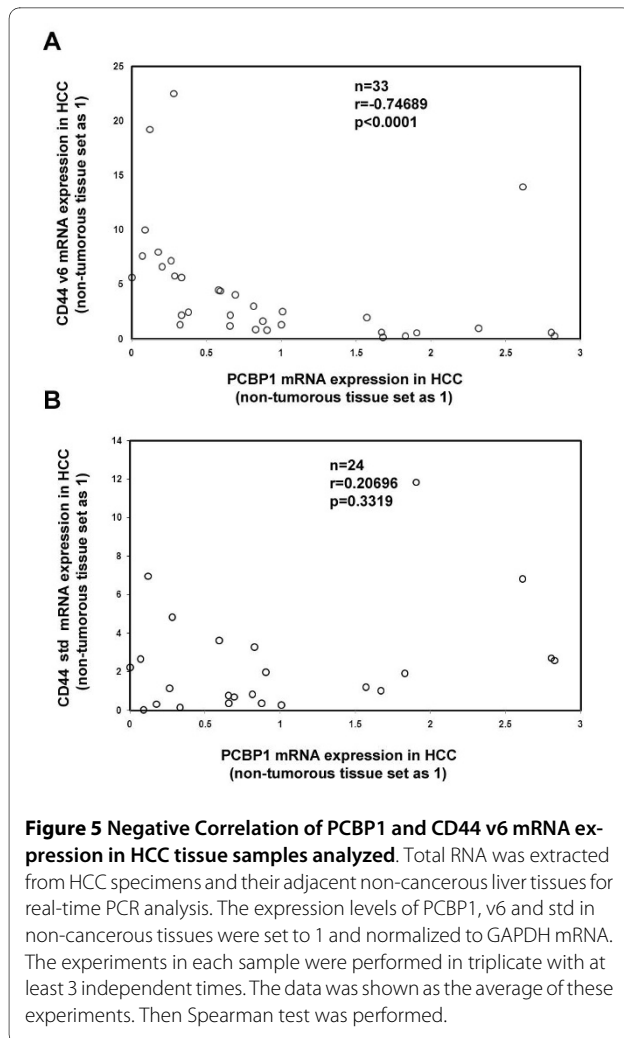 A
25
20
15
10
5
0
CD44 v6 mRNA expression in HCC
(non-tumorous tissue set as 1)
n=33
r=-0.74689
p<0.0001
0
0.5
1
1.5
2
2.5
3
PCBP1 mRNA expression in HCC
(non-tumorous tissue set as 1)
B
14
12
10
8
6
4
2
0
CD44 std mRNA expression in HCC
(non-tumorous tissue set as 1)
n=24
r=0.20696
p=0.3319
0
0.5
1
1.5
2
2.5
3
PCBP1 mRNA expression in HCC
(non-tumorous tissue set as 1)
Figure 5 Negative Correlation of PCBP1 and CD44 v6 mRNA ex-
pression in HCC tissue samples analyzed. Total RNA was extracted
from HCC specimens and their adjacent non-cancerous liver tissues for
real-time PCR analysis. The expression levels of PCBP1, v6 and std in
non-cancerous tissues were set to 1 and normalized to GAPDH mRNA.
The experiments in each sample were performed in triplicate with at
least 3 independent times. The data was shown as the average of these
experiments. Then Spearman test was performed.